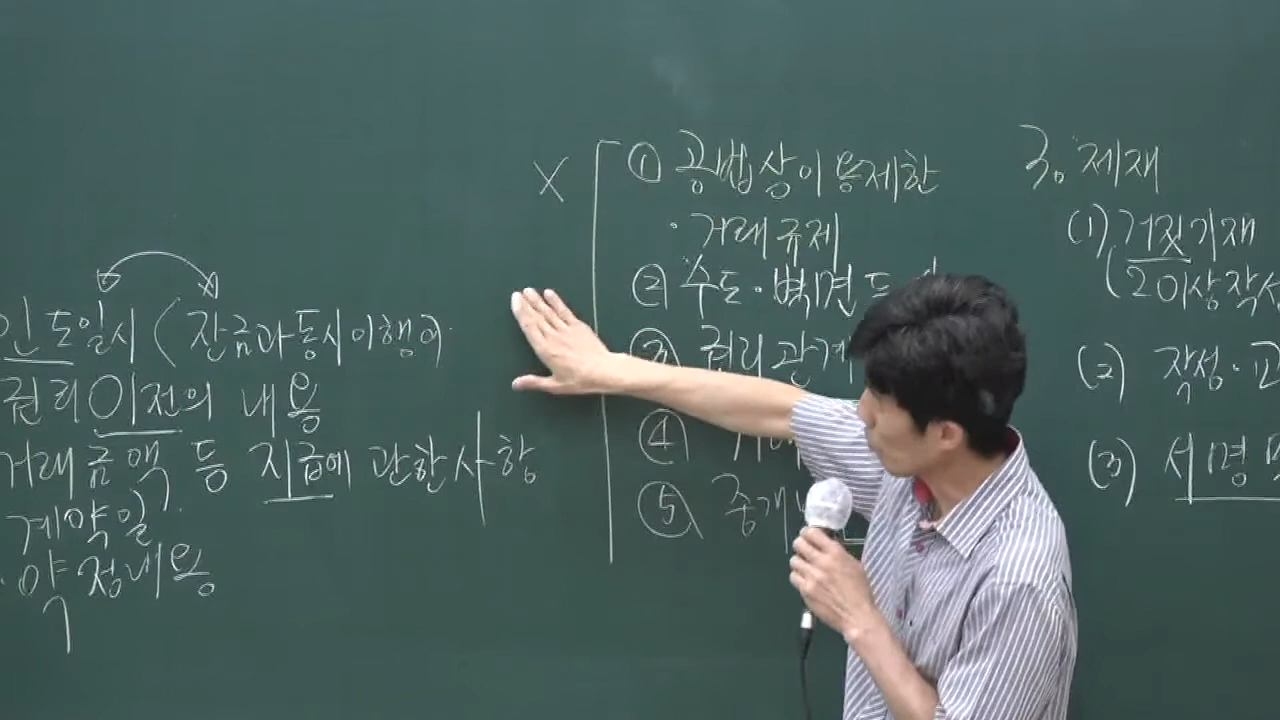 인도일시 (잔금과 동시이행
권리이전의 내용
거래금액 등 지급에 관한 사항
계약일
약정내용
X ① 공법상 이용제한
·거래규제
② 수도·벽면 등
③ 권리관계
④
⑤ 중개
3. 제재
(1) 거짓기재
(2이상작성
(2) 작성·교
(3) 서명